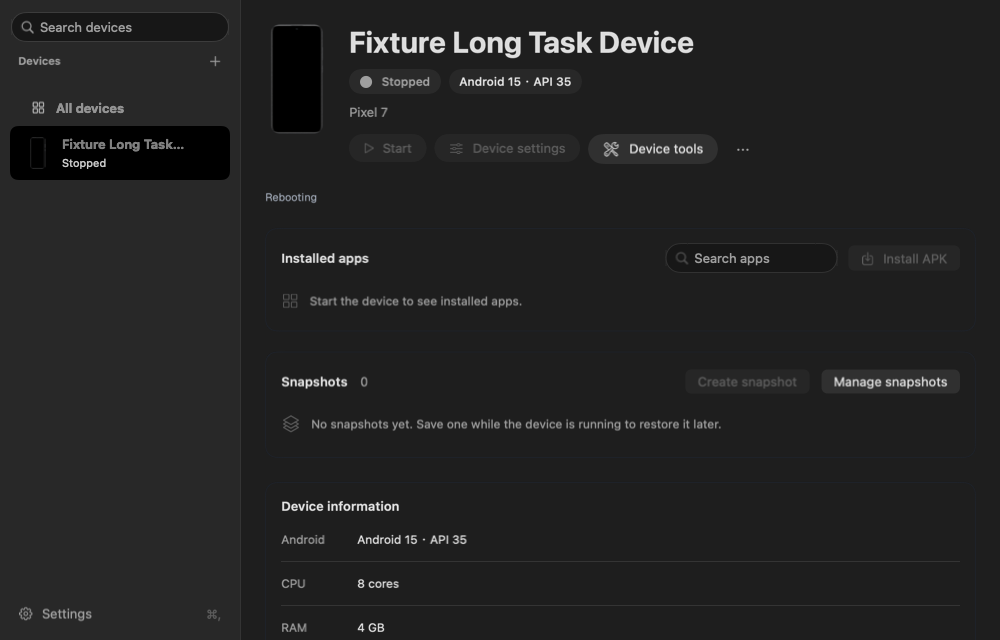 Search devices
Devices
All devices
Fixture Long Task...
Stopped
Settings
⌘,
Fixture Long Task Device
Stopped
Android 15 · API 35
Pixel 7
Start
Device settings
Device tools
...
Rebooting
Installed apps
Search apps
Install APK
Start the device to see installed apps.
Snapshots 0
Create snapshot
Manage snapshots
No snapshots yet. Save one while the device is running to restore it later.
Device information
Android Android 15 · API 35
CPU 8 cores
RAM 4 GB